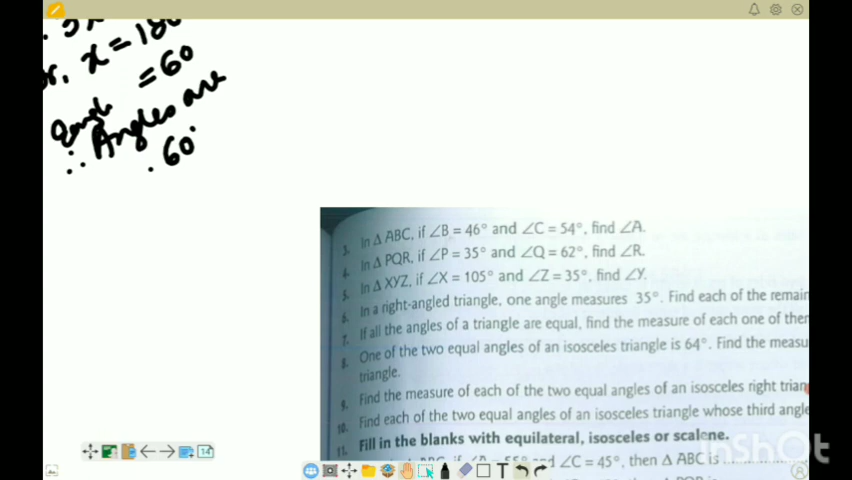 x = 180
= 60
∴ Angles are
60°
3. In Δ ABC, if ∠B = 46° and ∠C = 54°, find ∠A.
4. In Δ PQR, if ∠P = 35° and ∠Q = 62°, find ∠R.
5. In Δ XYZ, if ∠X = 105° and ∠Z = 35°, find ∠Y.
6. In a right-angled triangle, one angle measures 35°. Find each of the remain
7. If all the angles of a triangle are equal, find the measure of each one of
8. One of the two equal angles of an isosceles triangle is 64°. Find the measu
triangle.
9. Find the measure of each of the two equal angles of an isosceles right trian
10. Find each of the two equal angles of an isosceles triangle whose third angle
11. Fill in the blanks with equilateral, isosceles or scalene.
∠C = 45°, then Δ ABC is
InShot
14
T